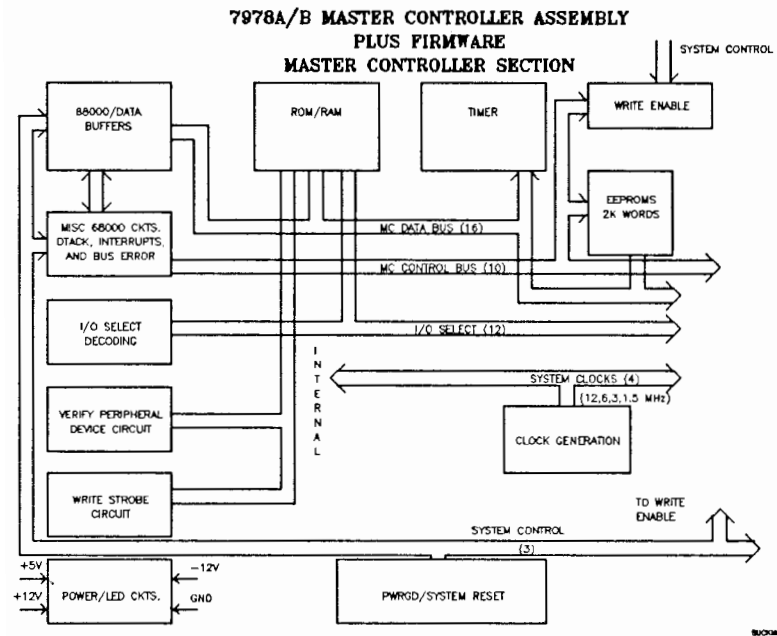 7978A/B MASTER CONTROLLER ASSEMBLY
PLUS FIRMWARE
MASTER CONTROLLER SECTION
SYSTEM CONTROL
68000/DATA
BUFFERS
ROM/RAM
TIMER
WRITE ENABLE
EEPROMS
2K WORDS
MISC 68000 CKTS.
DTACK, INTERRUPTS,
AND BUS ERROR
MC DATA BUS (16)
MC CONTROL BUS (10)
I/O SELECT
DECODING
I/O SELECT (12)
INTERNAL
SYSTEM CLOCKS (4)
(12,6,3,1.5 MHz)
VERIFY PERIPHERAL
DEVICE CIRCUIT
CLOCK GENERATION
WRITE STROBE
CIRCUIT
TO WRITE
ENABLE
SYSTEM CONTROL
(3)
+5V
-12V
+12V
GND
POWER/LED CKTS.
PWRGD/SYSTEM RESET